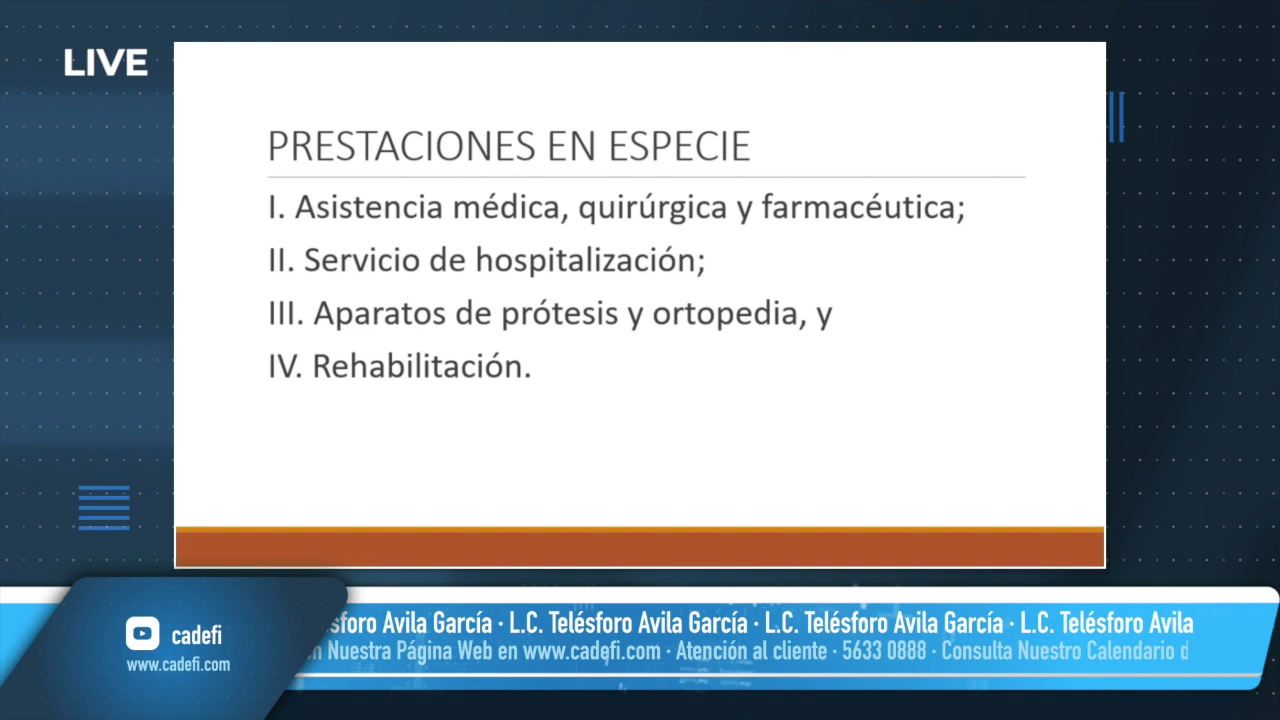 LIVE
PRESTACIONES EN ESPECIE
I. Asistencia médica, quirúrgica y farmacéutica;
II. Servicio de hospitalización;
III. Aparatos de prótesis y ortopedia, y
IV. Rehabilitación.
cadefi
www.cadefi.com
Avila García · L.C. Telésforo Avila García · L.C. Telésforo Avila García · L.C. Telésforo Avila
Nuestra Página Web en www.cadefi.com · Atención al cliente · 5633 0888 · Consulta Nuestro Calendario